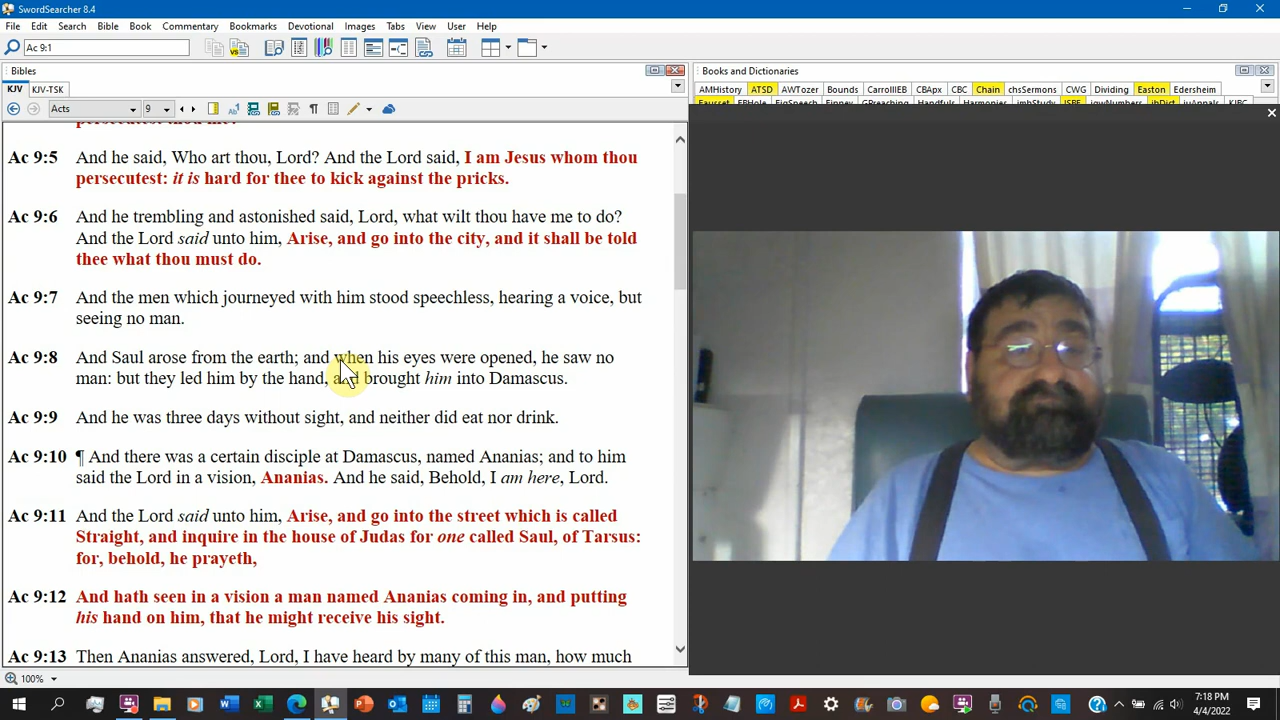 SwordSearcher 8.4
File Edit Search Bible Book Commentary Bookmarks Devotional Images Tabs View User Help
Ac 9:1
Bibles
KJV KJV-TSK
Acts 9
persecutest thou me?
Ac 9:5 And he said, Who art thou, Lord? And the Lord said, I am Jesus whom thou
persecutest: it is hard for thee to kick against the pricks.
Ac 9:6 And he trembling and astonished said, Lord, what wilt thou have me to do?
And the Lord said unto him, Arise, and go into the city, and it shall be told
thee what thou must do.
Ac 9:7 And the men which journeyed with him stood speechless, hearing a voice, but
seeing no man.
Ac 9:8 And Saul arose from the earth; and when his eyes were opened, he saw no
man: but they led him by the hand, and brought him into Damascus.
Ac 9:9 And he was three days without sight, and neither did eat nor drink.
Ac 9:10 ¶ And there was a certain disciple at Damascus, named Ananias; and to him
said the Lord in a vision, Ananias. And he said, Behold, I am here, Lord.
Ac 9:11 And the Lord said unto him, Arise, and go into the street which is called
Straight, and inquire in the house of Judas for one called Saul, of Tarsus:
for, behold, he prayeth,
Ac 9:12 And hath seen in a vision a man named Ananias coming in, and putting
his hand on him, that he might receive his sight.
Ac 9:13 Then Ananias answered, Lord, I have heard by many of this man, how much
100%
Books and Dictionaries
AMHistory ATSD AWTozer Bounds CarrollIEB CBApx CBC Chain chsSermons CWG Dividing Easton Edersheim
7:18 PM
4/4/2022